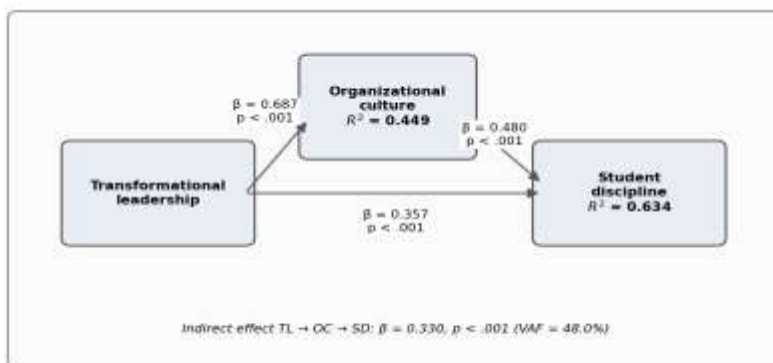 Organizational
culture
R² = 0.449
β = 0.687
p < .001
β = 0.480
p < .001
Transformational
leadership
Student
discipline
R² = 0.634
β = 0.357
p < .001
Indirect effect TL → OC → SD: β = 0.330, p < .001 (VAF = 48.0%)